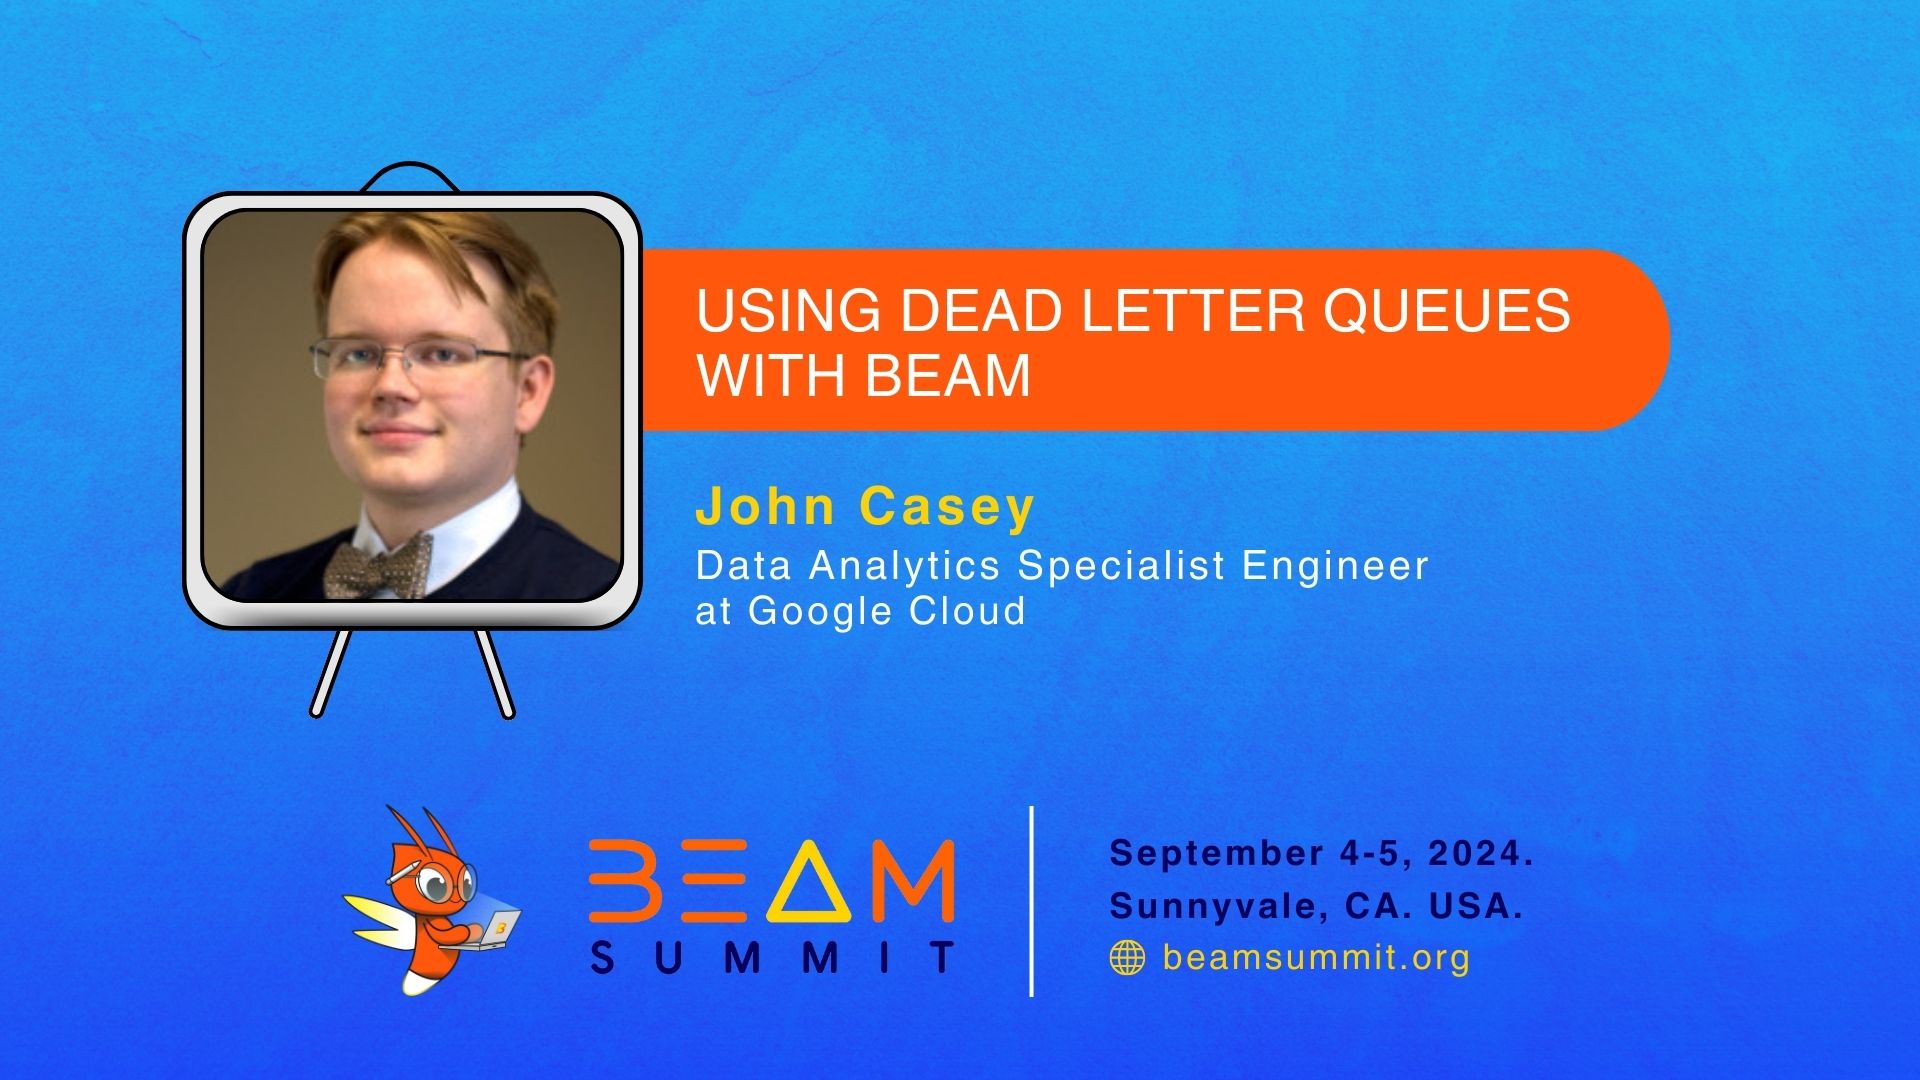 USING DEAD LETTER QUEUES
WITH BEAM
John Casey
Data Analytics Specialist Engineer
at Google Cloud
BEAM
SUMMIT
September 4-5, 2024.
Sunnyvale, CA. USA.
beamsummit.org